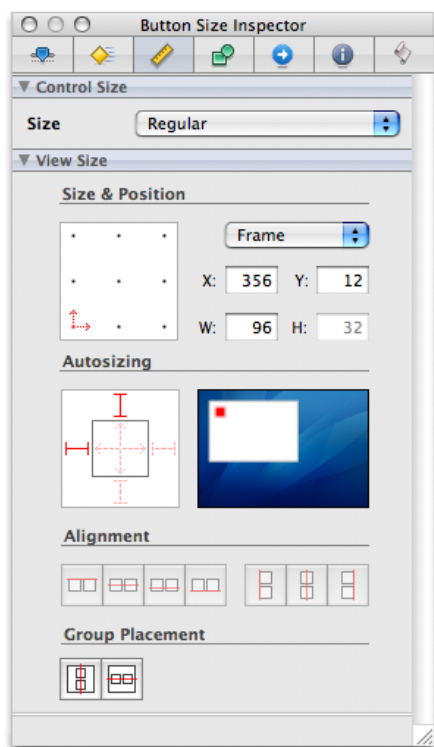 Button Size Inspector
Control Size
Size Regular
View Size
Size & Position
Frame
X: 356 Y: 12
W: 96 H: 32
Autosizing
Alignment
Group Placement